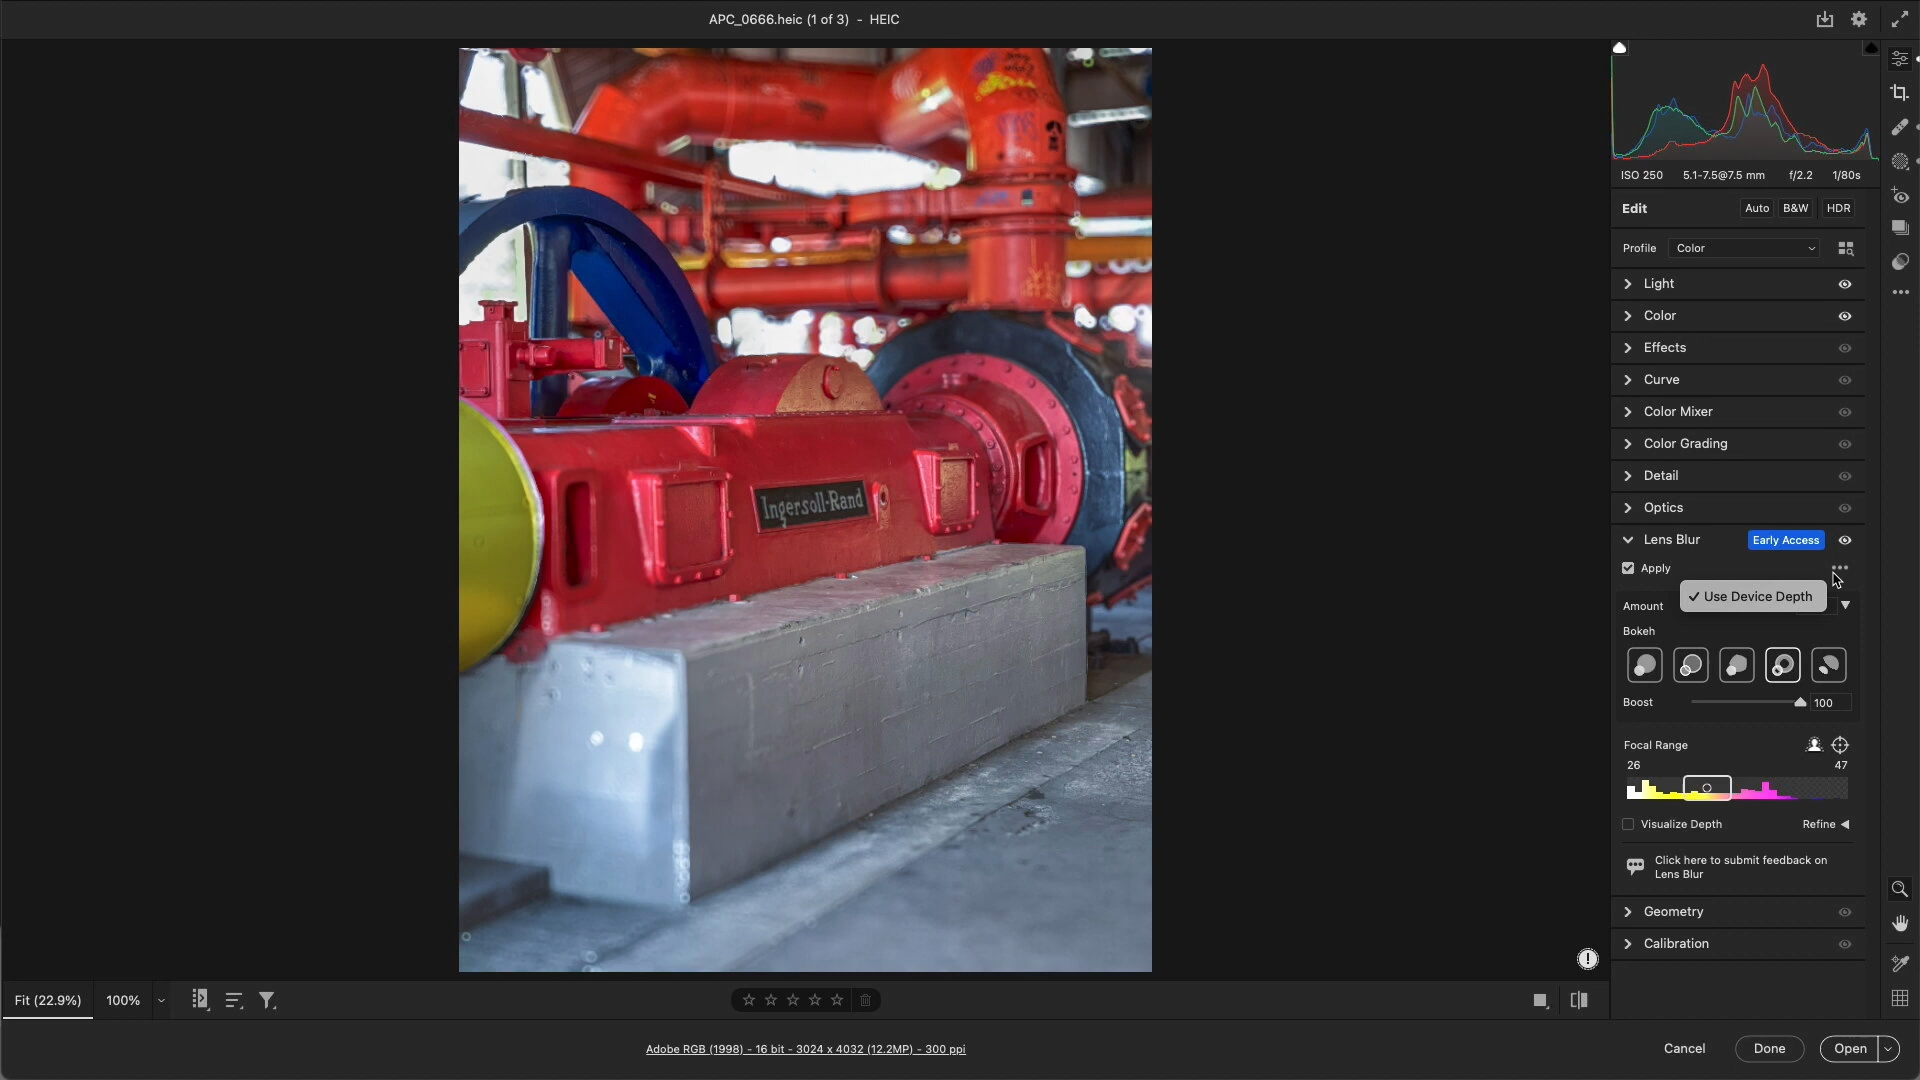 APC_0666.heic (1 of 3)  -  HEIC
ISO 250 5.1-7.5@7.5 mm f/2.2 1/80s
Edit Auto B&W HDR
Profile Color
Light
Color
Effects
Curve
Color Mixer
Color Grading
Detail
Optics
Lens Blur Early Access
Apply
✓ Use Device Depth
Amount
Bokeh
Boost 100
Focal Range
26 47
Visualize Depth Refine
Click here to submit feedback on
Lens Blur
Geometry
Calibration
Ingersoll-Rand
Fit (22.9%) 100%
Adobe RGB (1998) - 16 bit - 3024 x 4032 (12.2MP) - 300 ppi
Cancel Done Open